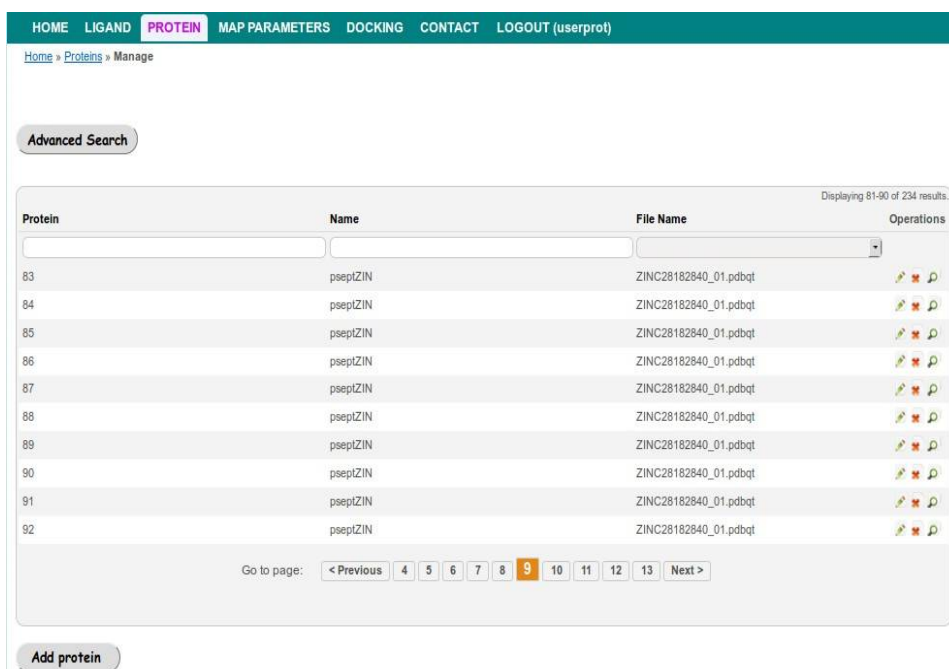 HOME LIGAND PROTEIN MAP PARAMETERS DOCKING CONTACT LOGOUT (userprot)
Home » Proteins » Manage
Advanced Search
Displaying 81-90 of 234 results.
Protein Name File Name Operations
83 pseptZIN ZINC28182840_01.pdbqt
84 pseptZIN ZINC28182840_01.pdbqt
85 pseptZIN ZINC28182840_01.pdbqt
86 pseptZIN ZINC28182840_01.pdbqt
87 pseptZIN ZINC28182840_01.pdbqt
88 pseptZIN ZINC28182840_01.pdbqt
89 pseptZIN ZINC28182840_01.pdbqt
90 pseptZIN ZINC28182840_01.pdbqt
91 pseptZIN ZINC28182840_01.pdbqt
92 pseptZIN ZINC28182840_01.pdbqt
Go to page: < Previous 4 5 6 7 8 9 10 11 12 13 Next >
Add protein